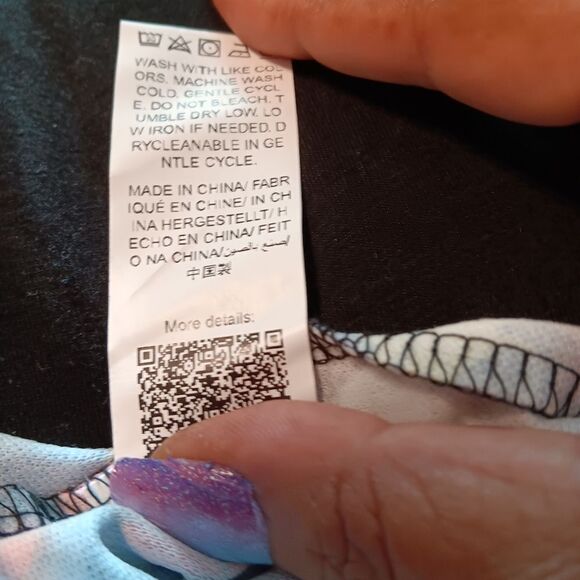 WASH WITH LIKE COL
ORS. MACHINE WASH
COLD. GENTLE CYCL
E. DO NOT BLEACH. T
UMBLE DRY LOW. LO
W IRON IF NEEDED. D
RYCLEANABLE IN GE
NTLE CYCLE.
MADE IN CHINA/ FABR
IQUÉ EN CHINE/ IN CH
INA HERGESTELLT/ H
ECHO EN CHINA/ FEIT
O NA CHINA/صنع بالصين/
中国製
More details: